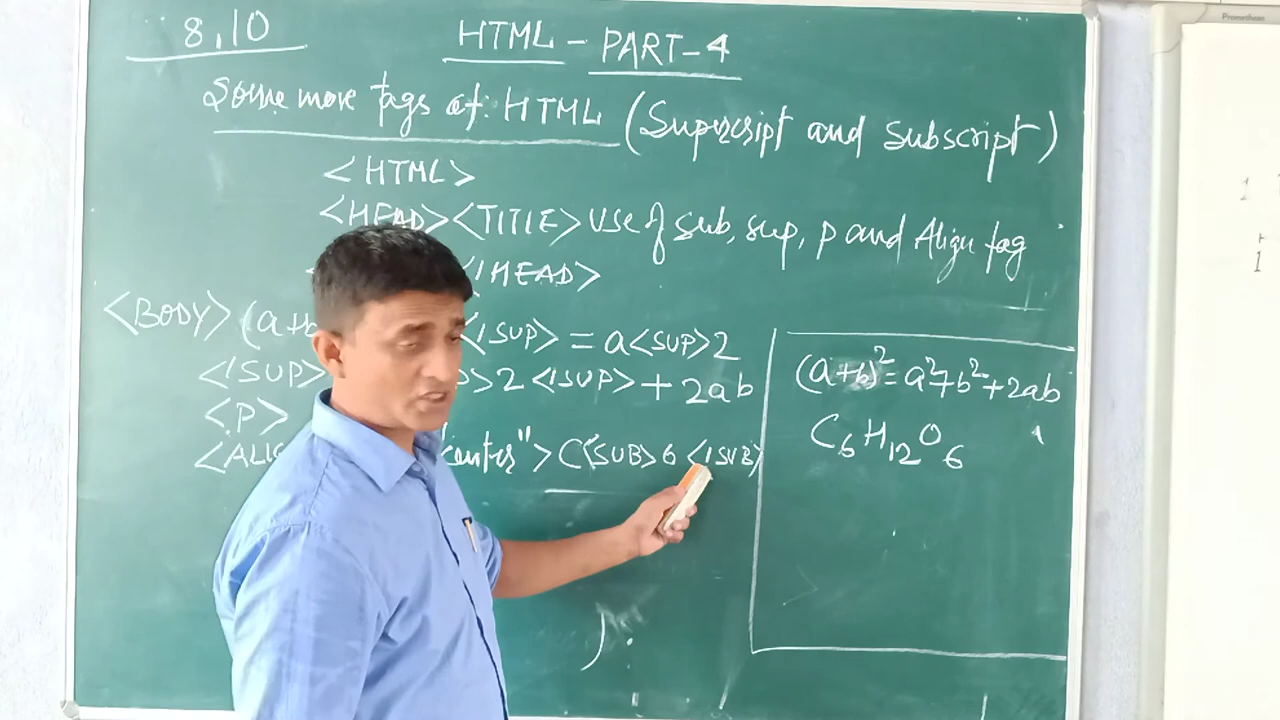 8,10
HTML - PART-4
Some more tags of HTML (Superscript and Subscript)
<HTML>
<HEAD><TITLE> Use of sub, sup, p and Align tag
</HEAD>
<BODY> (a+b </SUP> = a<SUP>2
</SUP> >2 </SUP> + 2ab
<P>
<ALIG center"> C<SUB>6 </SUB>
(a+b)²=a²+b²+2ab
C₆H₁₂O₆
Promethean